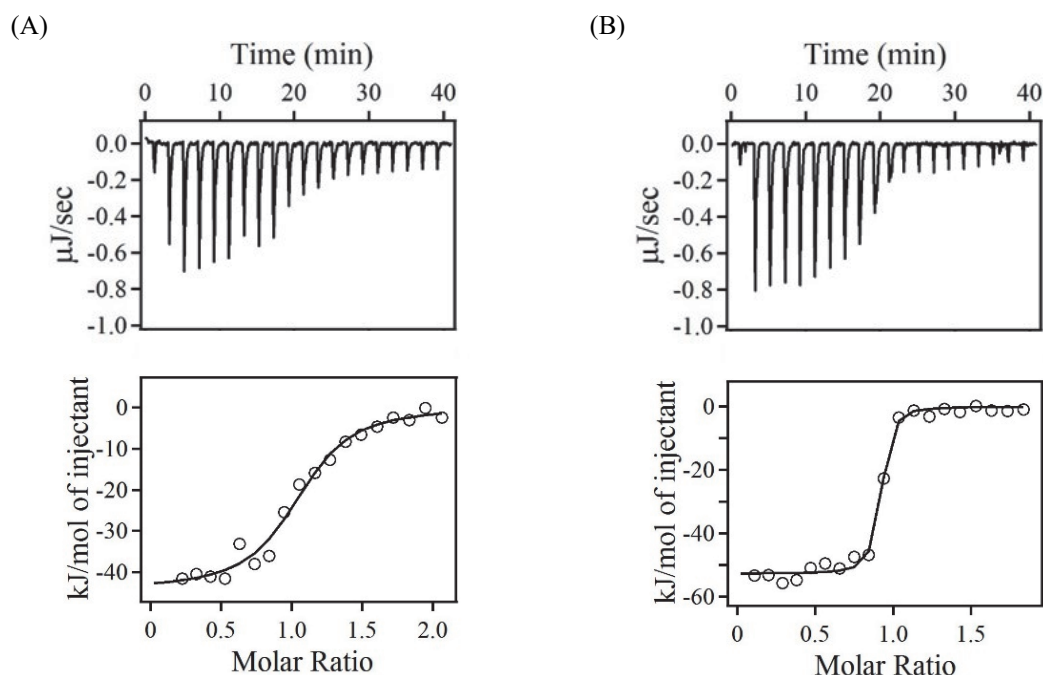 (A)
Time (min)
0 10 20 30 40
0.0
-0.2
-0.4
-0.6
-0.8
-1.0
µJ/sec
0
-10
-20
-30
-40
kJ/mol of injectant
0 0.5 1.0 1.5 2.0
Molar Ratio
(B)
Time (min)
0 10 20 30 40
0.0
-0.2
-0.4
-0.6
-0.8
-1.0
µJ/sec
0
-20
-40
-60
kJ/mol of injectant
0 0.5 1.0 1.5
Molar Ratio